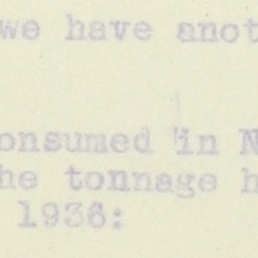 we have anot
onsumed in N
he tonnage h
1936: